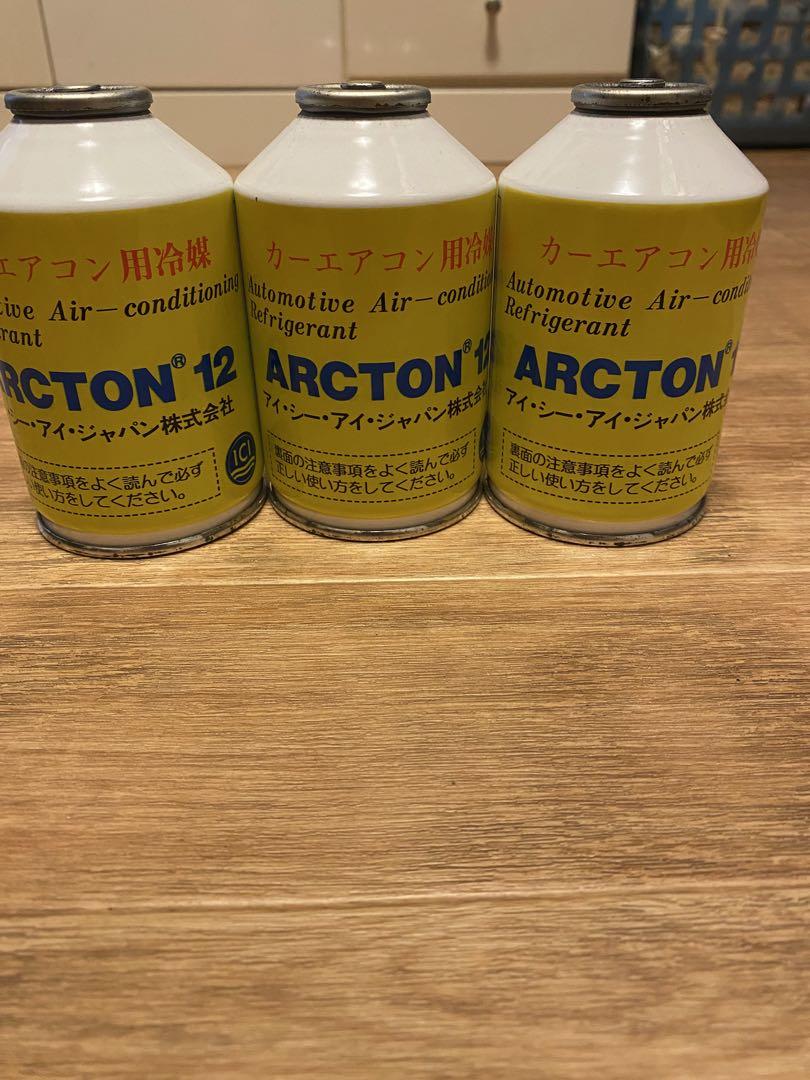 エアコン用冷媒
Air-conditioning
RCTON® 12
シー・アイ・ジャパン株式会社
ICI
の注意事項をよく読んで必ず
正しい使い方をしてください。
カーエアコン用冷媒
Automotive Air-conditi
Refrigerant
ARCTON® 12
アイ・シー・アイ・ジャパン株式会
裏面の注意事項をよく読んで必ず
正しい使い方をしてください。
カーエアコン用冷
Automotive Air-condi
Refrigerant
ARCTON® 1
アイ・シー・アイ・ジャパン株式会
裏面の注意事項をよく読んで必ず
正しい使い方をしてください。